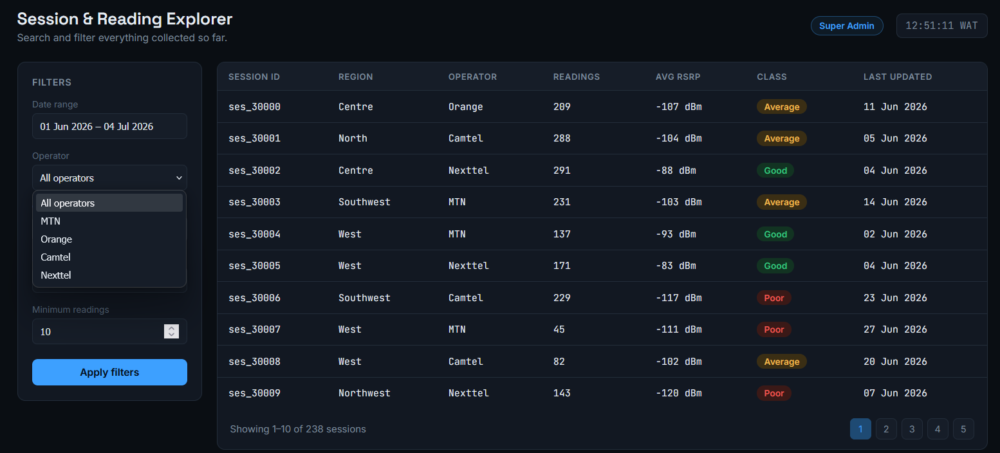 Session & Reading Explorer
Search and filter everything collected so far.
Super Admin
12:51:11 WAT
FILTERS
Date range
01 Jun 2026 – 04 Jul 2026
Operator
All operators
All operators
MTN
Orange
Camtel
Nexttel
Minimum readings
10
Apply filters
SESSION ID REGION OPERATOR READINGS AVG RSRP CLASS LAST UPDATED
ses_30000 Centre Orange 209 -107 dBm Average 11 Jun 2026
ses_30001 North Camtel 288 -104 dBm Average 05 Jun 2026
ses_30002 Centre Nexttel 291 -88 dBm Good 04 Jun 2026
ses_30003 Southwest MTN 231 -103 dBm Average 14 Jun 2026
ses_30004 West MTN 137 -93 dBm Good 02 Jun 2026
ses_30005 West Nexttel 171 -83 dBm Good 04 Jun 2026
ses_30006 Southwest Camtel 229 -117 dBm Poor 23 Jun 2026
ses_30007 West MTN 45 -111 dBm Poor 27 Jun 2026
ses_30008 West Camtel 82 -102 dBm Average 20 Jun 2026
ses_30009 Northwest Nexttel 143 -120 dBm Poor 07 Jun 2026
Showing 1–10 of 238 sessions
1 2 3 4 5